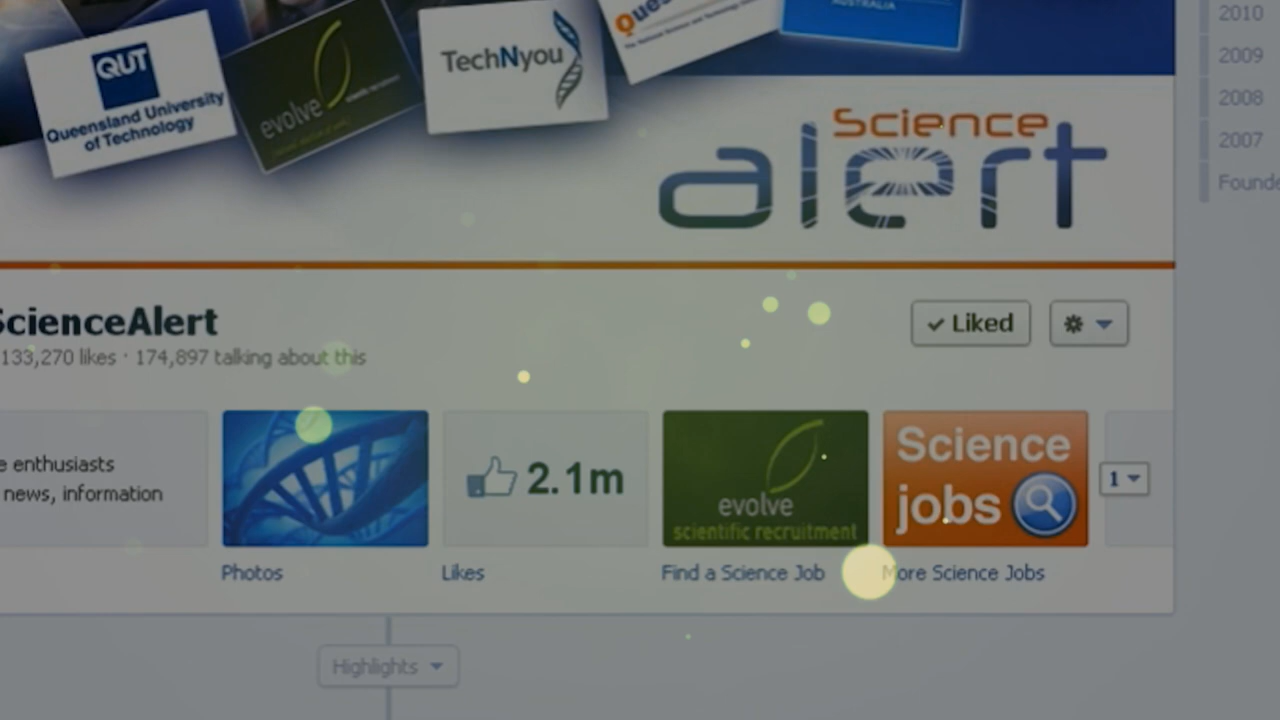 AUSTRALIA
2010
2009
2008
2007
QUT
Queensland University
of Technology
evolve
TechNyou
Science
alert
ScienceAlert
133,270 likes · 174,897 talking about this
Liked
enthusiasts
news, information
2.1m
evolve
scientific recruitment
Science
jobs
1
Photos
Likes
Find a Science Job
More Science Jobs
Highlights